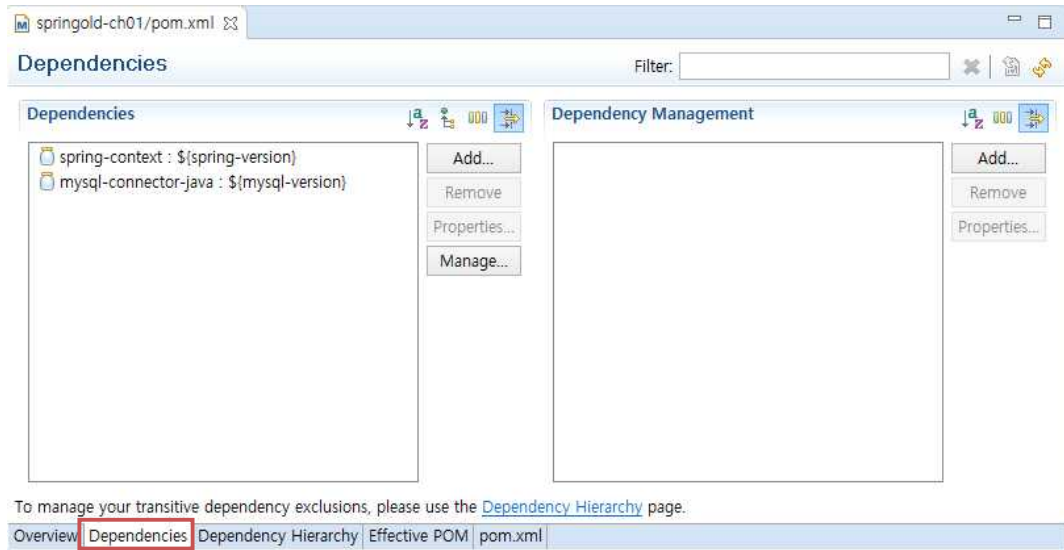 springold-ch01/pom.xml
Dependencies
Filter:
Dependencies
Dependency Management
spring-context : ${spring-version}
mysql-connector-java : ${mysql-version}
Add...
Remove
Properties...
Manage...
Add...
Remove
Properties...
To manage your transitive dependency exclusions, please use the Dependency Hierarchy page.
Overview Dependencies Dependency Hierarchy Effective POM pom.xml